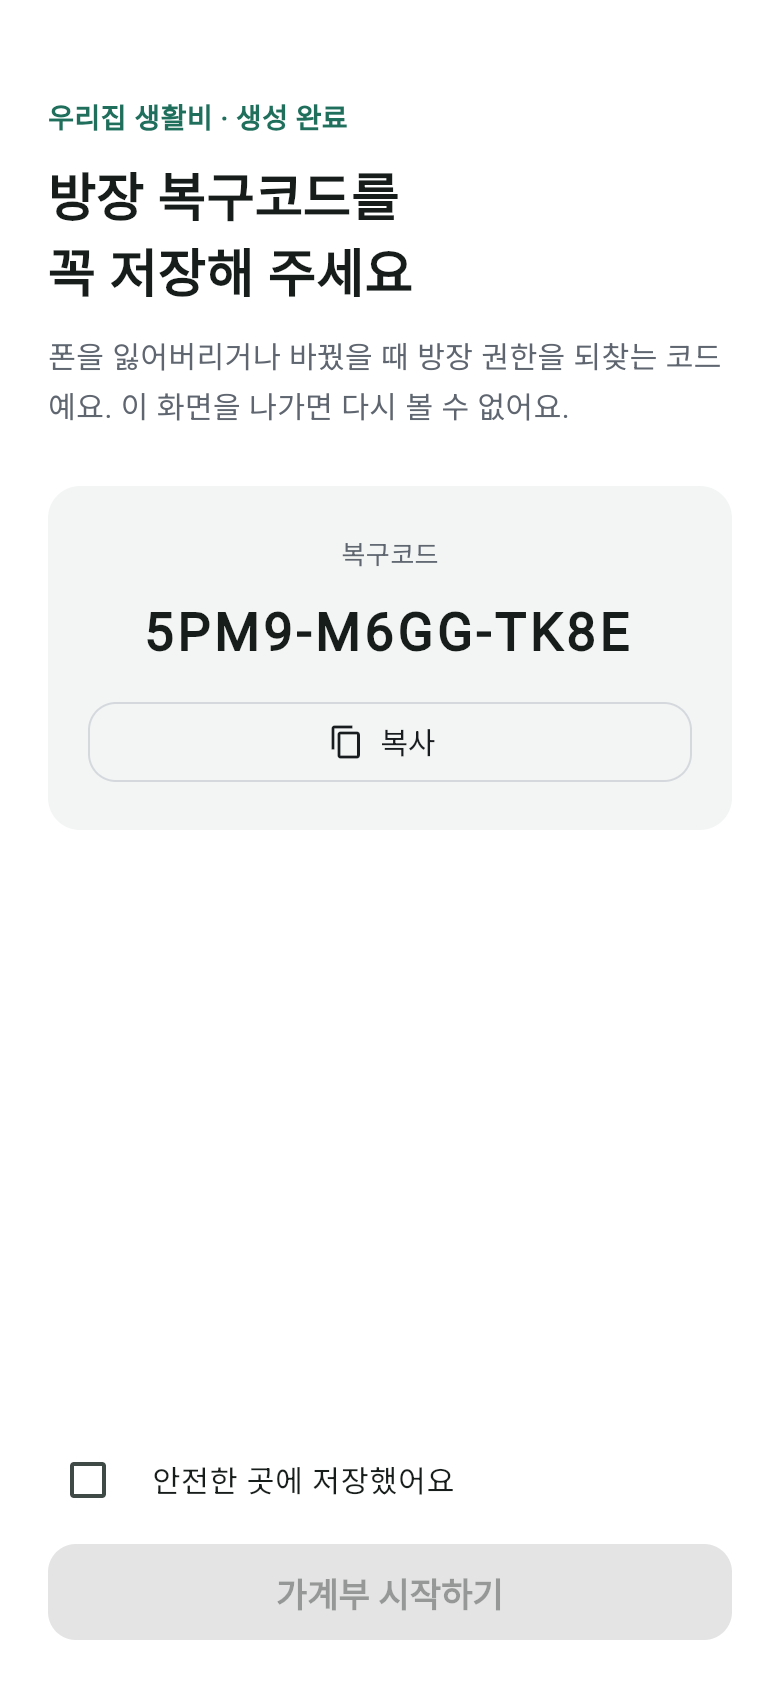 우리집 생활비 · 생성 완료
방장 복구코드를
꼭 저장해 주세요
폰을 잃어버리거나 바꿨을 때 방장 권한을 되찾는 코드
예요. 이 화면을 나가면 다시 볼 수 없어요.
복구코드
5PM9-M6GG-TK8E
복사
안전한 곳에 저장했어요
가계부 시작하기